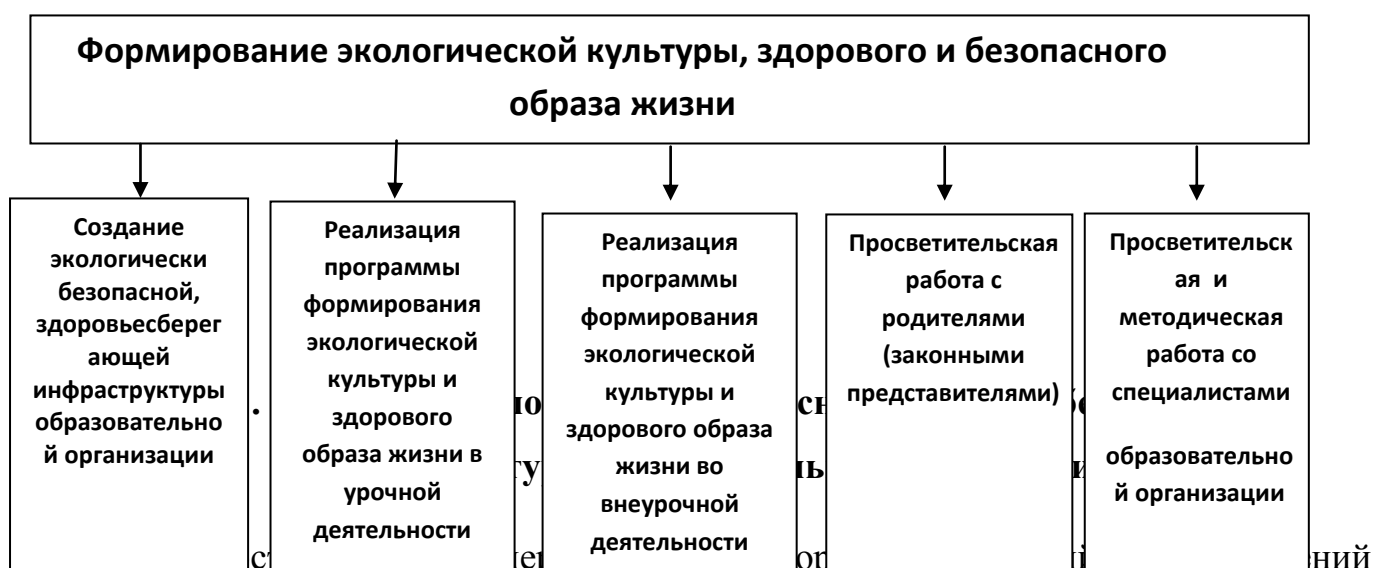 Формирование экологической культуры, здорового и безопасного
образа жизни
Создание
экологически
безопасной,
здоровьесберег
ающей
инфраструктуры
образовательно
й организации
Реализация
программы
формирования
экологической
культуры и
здорового
образа жизни в
урочной
деятельности
Реализация
программы
формирования
экологической
культуры и
здорового образа
жизни во
внеурочной
деятельности
Просветительская
работа с
родителями
(законными
представителями)
Просветительск
ая и
методическая
работа со
специалистами
образовательно
й организации